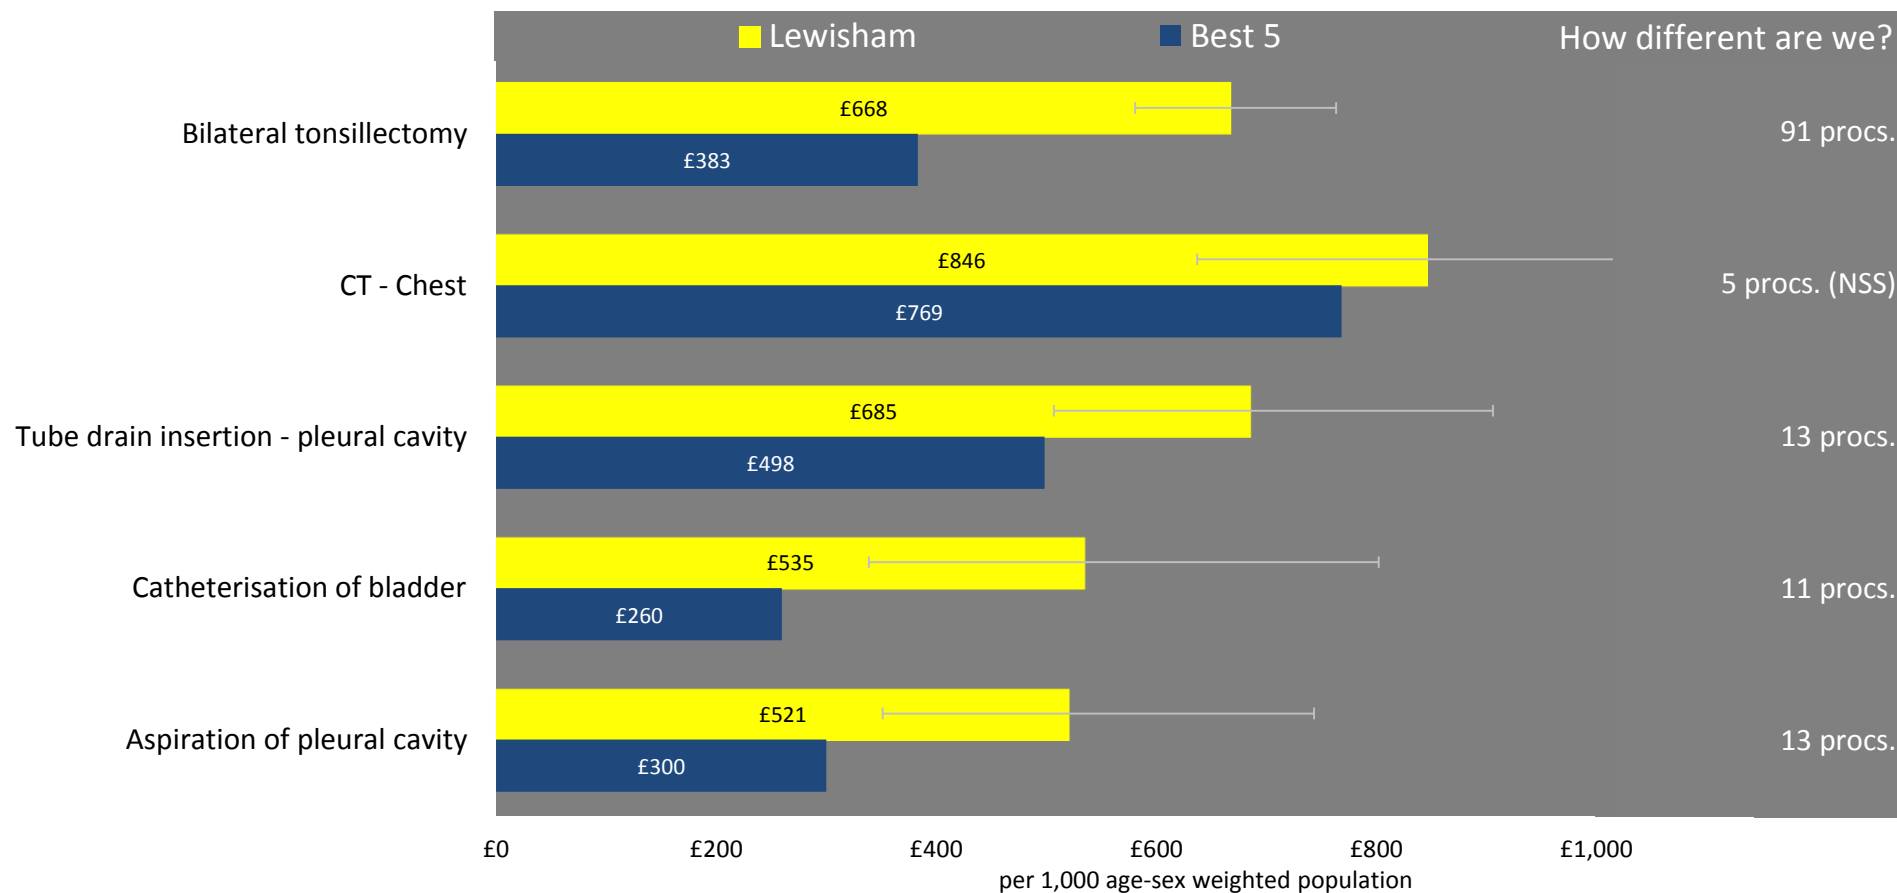 Lewisham Best 5 How different are we?
Bilateral tonsillectomy £668 91 procs.
£383
CT - Chest £846 5 procs. (NSS)
£769
Tube drain insertion - pleural cavity £685 13 procs.
£498
Catheterisation of bladder £535 11 procs.
£260
Aspiration of pleural cavity £521 13 procs.
£300
£0 £200 £400 £600 £800 £1,000
per 1,000 age-sex weighted population